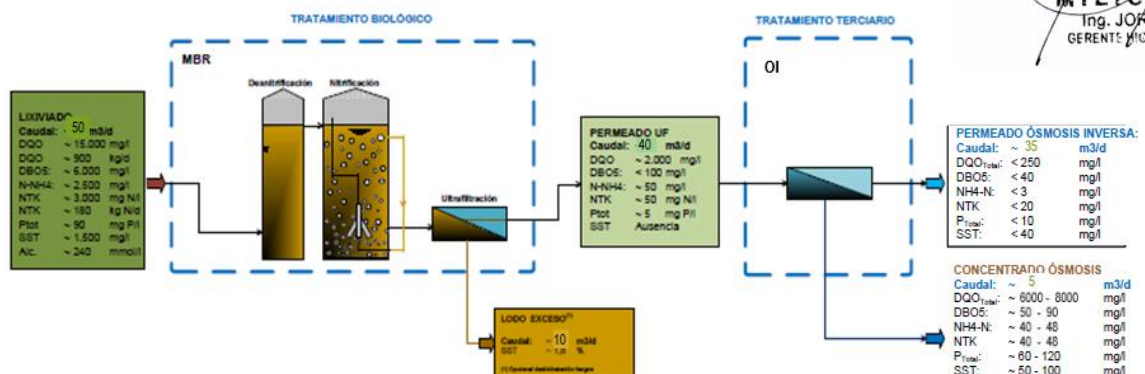 TRATAMIENTO BIOLÓGICO
TRATAMIENTO TERCIARIO
Ing. JOR
MBR
Desnitrificación
Nitrificación
Ultrafiltración
OI
LIXIVIADO
Caudal: 50 m3/d
DQO ~ 15.000 mg/l
DQO ~ 900 kg/d
DBO5: ~ 6.000 mg/l
N-NH4: ~ 2.500 mg/l
NTK ~ 3.000 mg N/l
NTK ~ 180 kg N/d
Ptot ~ 90 mg P/l
SST ~ 1.500 mg/l
Alc. ~ 240 mmol/l
PERMEADO UF
Caudal: 40 m3/d
DQO ~ 2.000 mg/l
DBO5: < 100 mg/l
N-NH4: ~ 50 mg/l
NTK ~ 50 mg N/l
Ptot ~ 5 mg P/l
SST Ausencia
LODO EXCESO(1)
Caudal: ~ 10 m3/d
SST %
PERMEADO ÓSMOSIS INVERSA:
Caudal: ~ 35 m3/d
DQOTotal: < 250 mg/l
DBO5: < 40 mg/l
NH4-N: < 3 mg/l
NTK < 20 mg/l
PTotal: < 10 mg/l
SST: < 40 mg/l
CONCENTRADO ÓSMOSIS
Caudal: ~ 5 m3/d
DQOTotal: ~ 6000 - 8000 mg/l
DBO5: ~ 50 - 90 mg/l
NH4-N: ~ 40 - 48 mg/l
NTK ~ 40 - 48 mg/l
PTotal: ~ 60 - 120 mg/l
SST: ~ 50 - 100 mg/l